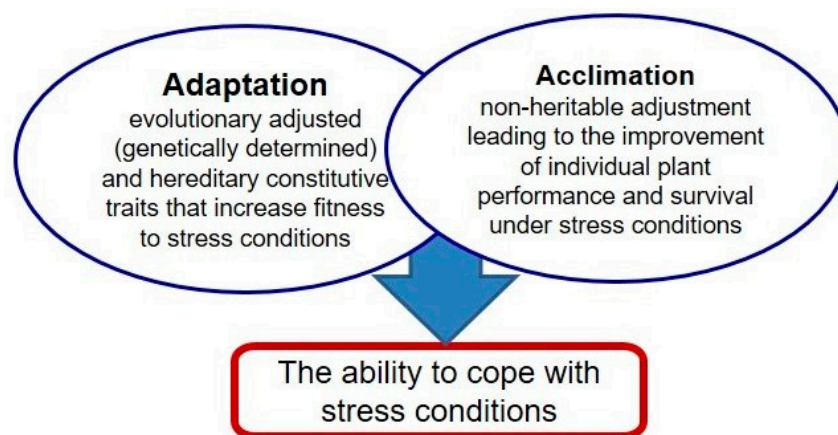 Adaptation
evolutionary adjusted
(genetically determined)
and hereditary constitutive
traits that increase fitness
to stress conditions
Acclimation
non-heritable adjustment
leading to the improvement
of individual plant
performance and survival
under stress conditions
The ability to cope with
stress conditions